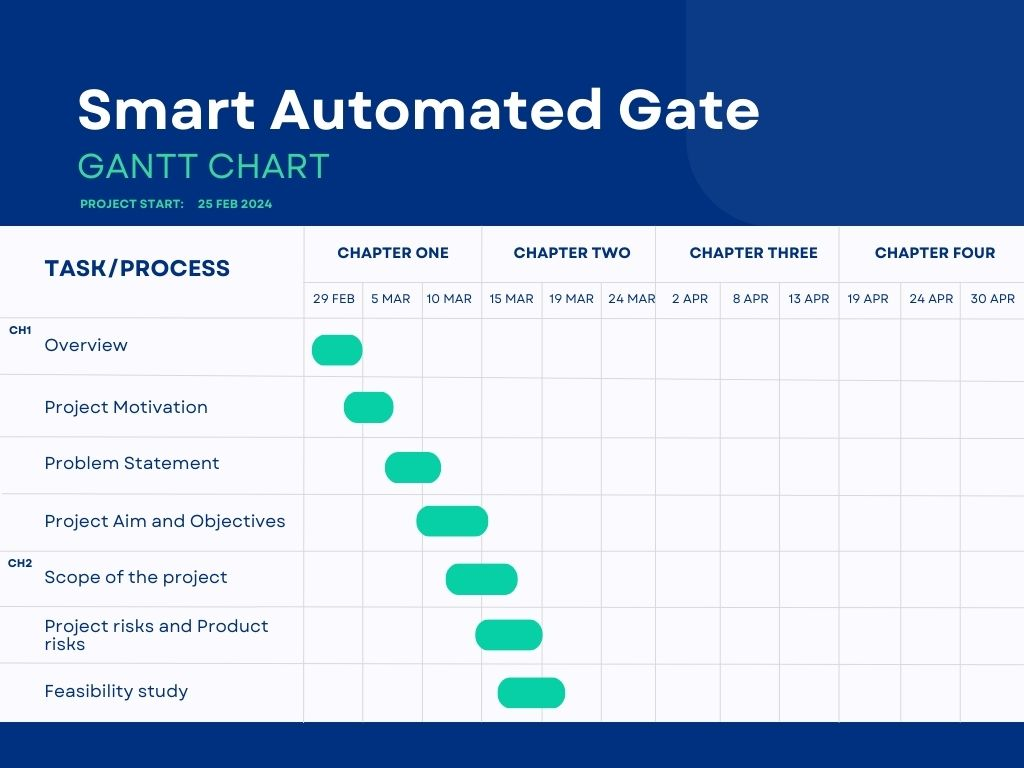 Smart Automated Gate
GANTT CHART
PROJECT START: 25 FEB 2024
TASK/PROCESS
CHAPTER ONE CHAPTER TWO CHAPTER THREE CHAPTER FOUR
29 FEB 5 MAR 10 MAR 15 MAR 19 MAR 24 MAR 2 APR 8 APR 13 APR 19 APR 24 APR 30 APR
CH1
Overview
Project Motivation
Problem Statement
Project Aim and Objectives
CH2
Scope of the project
Project risks and Product
risks
Feasibility study